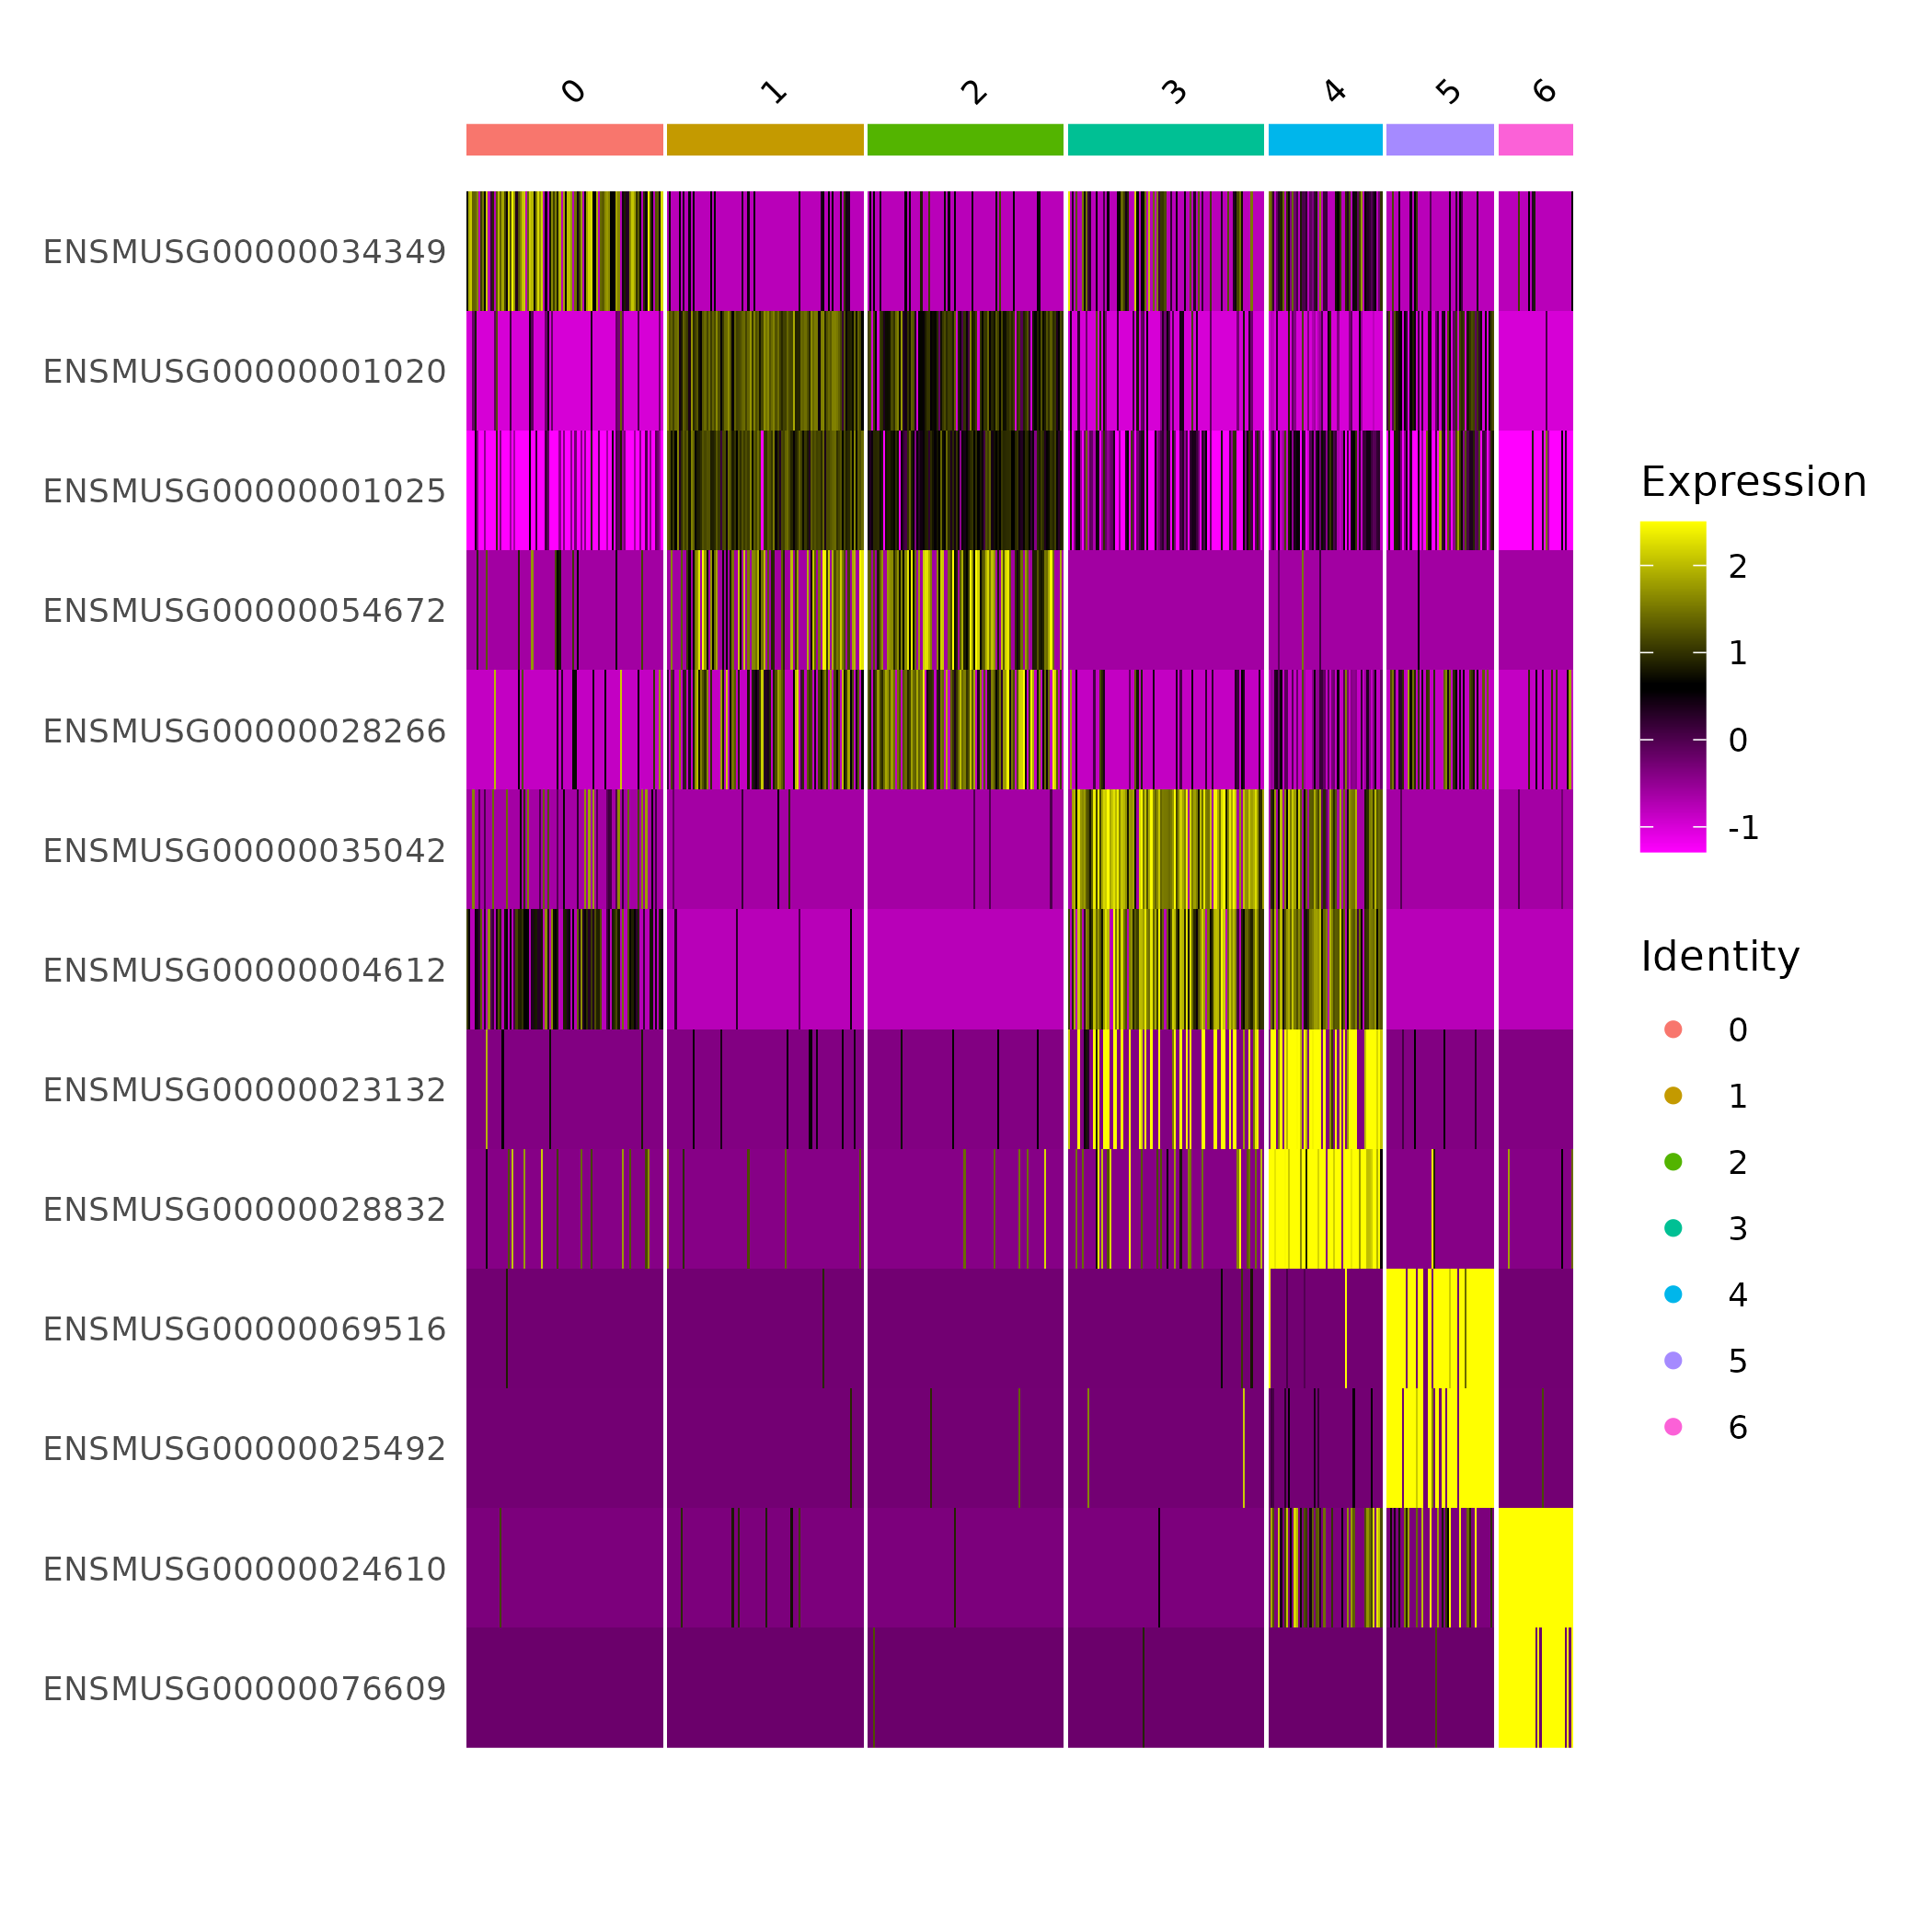 0 1 2 3 4 5 6
ENSMUSG00000034349
ENSMUSG00000001020
ENSMUSG00000001025
ENSMUSG00000054672
ENSMUSG00000028266
ENSMUSG00000035042
ENSMUSG00000004612
ENSMUSG00000023132
ENSMUSG00000028832
ENSMUSG00000069516
ENSMUSG00000025492
ENSMUSG00000024610
ENSMUSG00000076609
Expression
2
1
0
-1
Identity
0
1
2
3
4
5
6